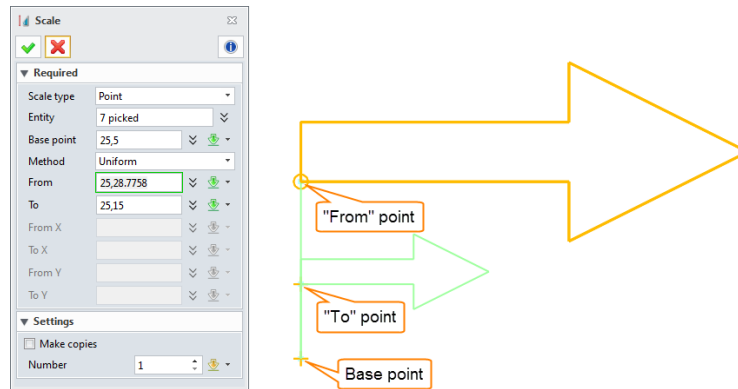 Scale
Required
Scale type Point
Entity 7 picked
Base point 25,5
Method Uniform
From 25,28.7758
To 25,15
From X
To X
From Y
To Y
Settings
Make copies
Number 1
"From" point
"To" point
Base point